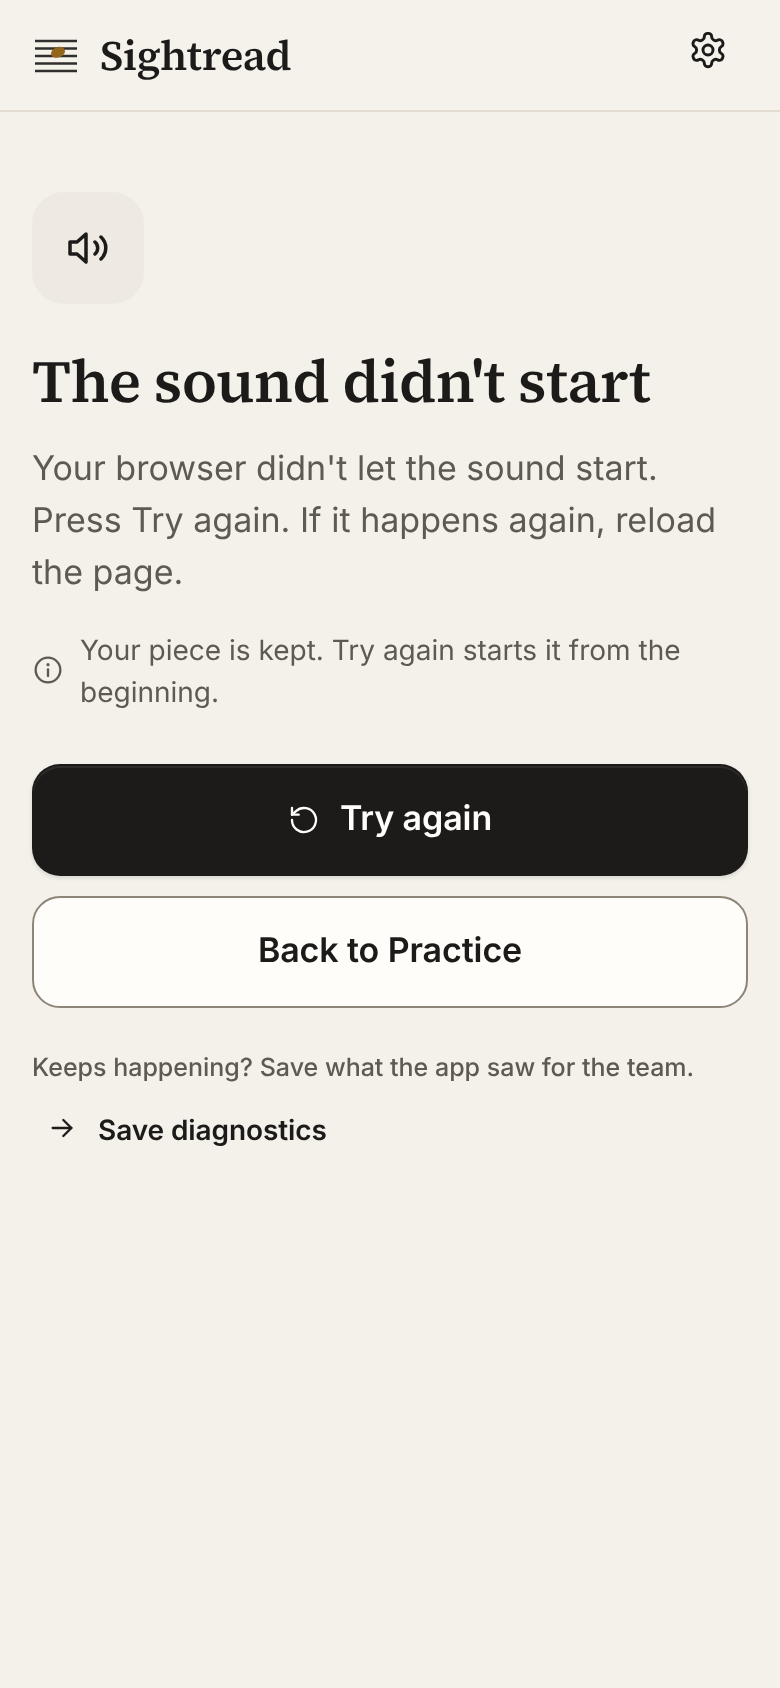 Sightread
The sound didn't start
Your browser didn't let the sound start.
Press Try again. If it happens again, reload
the page.
Your piece is kept. Try again starts it from the
beginning.
Try again
Back to Practice
Keeps happening? Save what the app saw for the team.
Save diagnostics